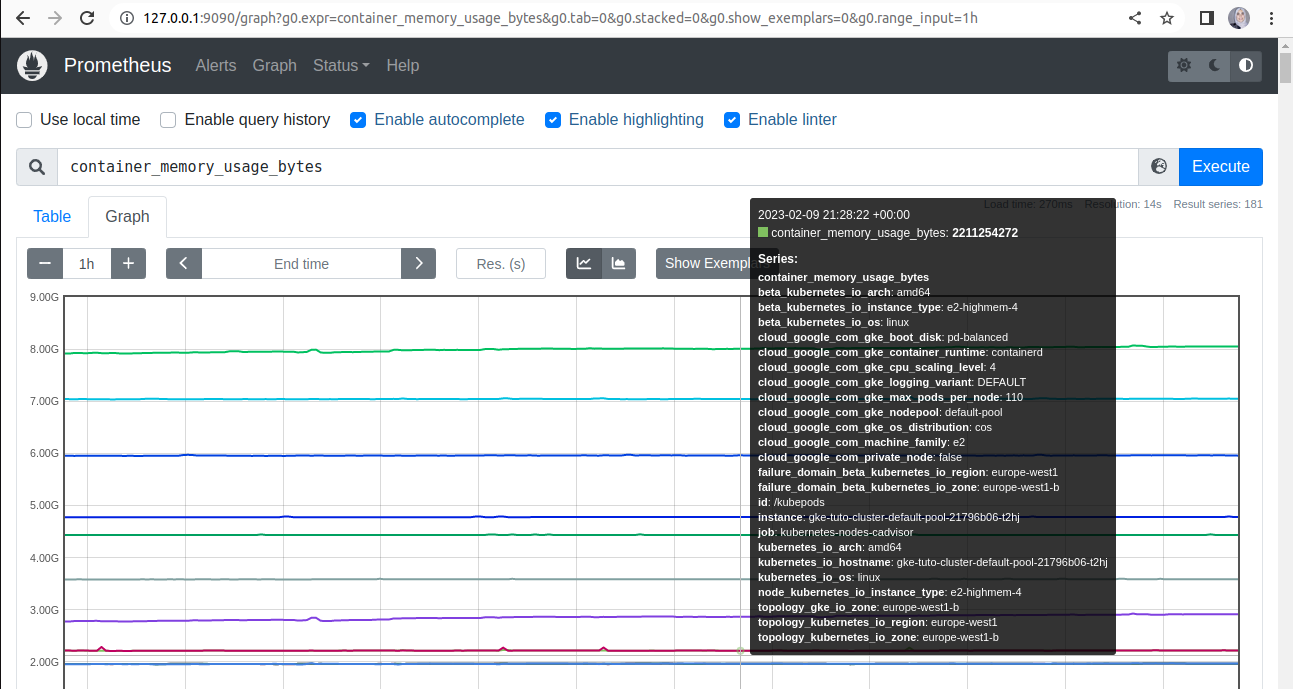 127.0.0.1:9090/graph?g0.expr=container_memory_usage_bytes&g0.tab=0&g0.stacked=0&g0.show_exemplars=0&g0.range_input=1h
Prometheus Alerts Graph Status Help
Use local time Enable query history Enable autocomplete Enable highlighting Enable linter
container_memory_usage_bytes Execute
Load time: 270ms Resolution: 14s Result series: 181
Table Graph
1h End time Res. (s) Show Exemplars
2023-02-09 21:28:22 +00:00
container_memory_usage_bytes: 2211254272
Series:
container_memory_usage_bytes
beta_kubernetes_io_arch: amd64
beta_kubernetes_io_instance_type: e2-highmem-4
beta_kubernetes_io_os: linux
cloud_google_com_gke_boot_disk: pd-balanced
cloud_google_com_gke_container_runtime: containerd
cloud_google_com_gke_cpu_scaling_level: 4
cloud_google_com_gke_logging_variant: DEFAULT
cloud_google_com_gke_max_pods_per_node: 110
cloud_google_com_gke_nodepool: default-pool
cloud_google_com_gke_os_distribution: cos
cloud_google_com_machine_family: e2
cloud_google_com_private_node: false
failure_domain_beta_kubernetes_io_region: europe-west1
failure_domain_beta_kubernetes_io_zone: europe-west1-b
id: /kubepods
instance: gke-tuto-cluster-default-pool-21796b06-t2hj
job: kubernetes-nodes-cadvisor
kubernetes_io_arch: amd64
kubernetes_io_hostname: gke-tuto-cluster-default-pool-21796b06-t2hj
kubernetes_io_os: linux
node_kubernetes_io_instance_type: e2-highmem-4
topology_gke_io_zone: europe-west1-b
topology_kubernetes_io_region: europe-west1
topology_kubernetes_io_zone: europe-west1-b
9.00G
8.00G
7.00G
6.00G
5.00G
4.00G
3.00G
2.00G